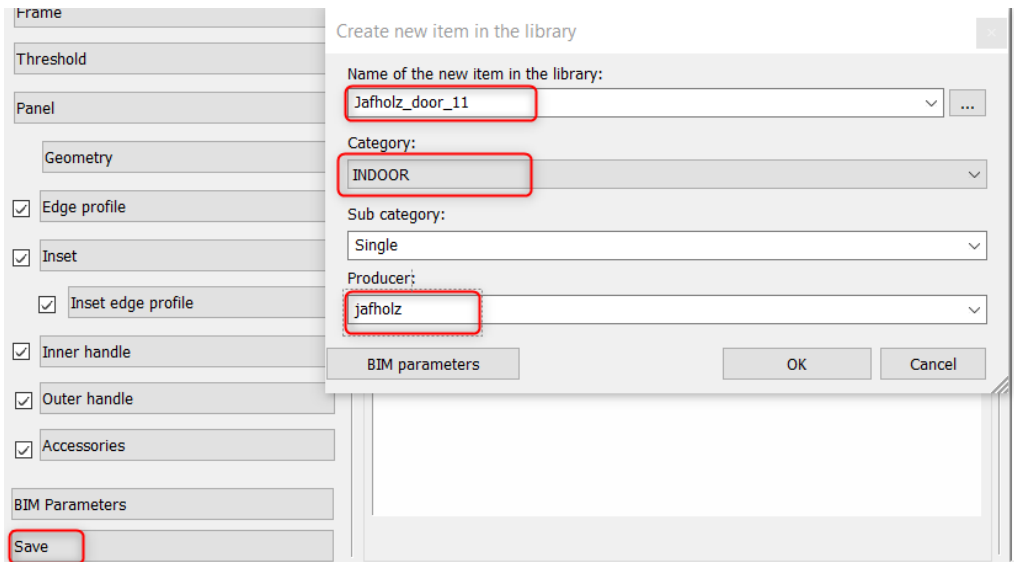 Frame
Threshold
Panel
Geometry
Edge profile
Inset
Inset edge profile
Inner handle
Outer handle
Accessories
BIM Parameters
Save
Create new item in the library
Name of the new item in the library:
Jafholz_door_11
...
Category:
INDOOR
Sub category:
Single
Producer:
jafholz
BIM parameters
OK
Cancel